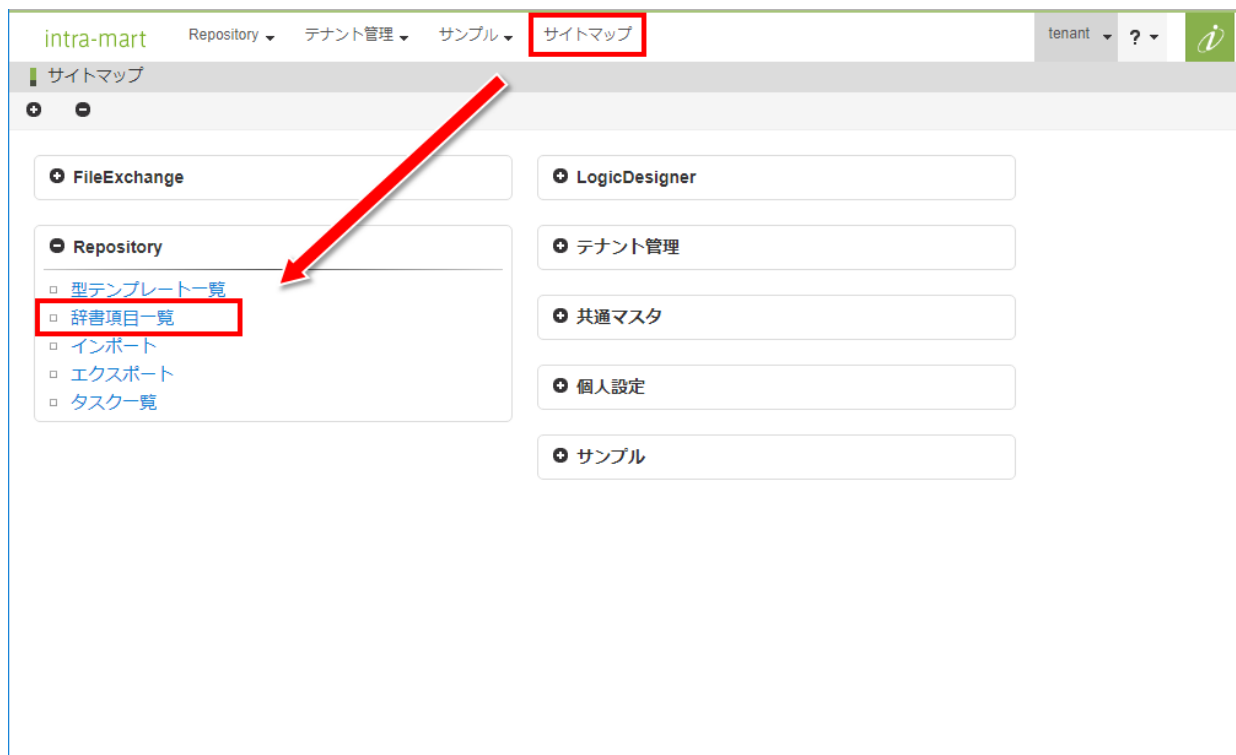 intra-mart Repository テナント管理 サンプル サイトマップ tenant ?
サイトマップ
FileExchange
Repository
型テンプレート一覧
辞書項目一覧
インポート
エクスポート
タスク一覧
LogicDesigner
テナント管理
共通マスタ
個人設定
サンプル